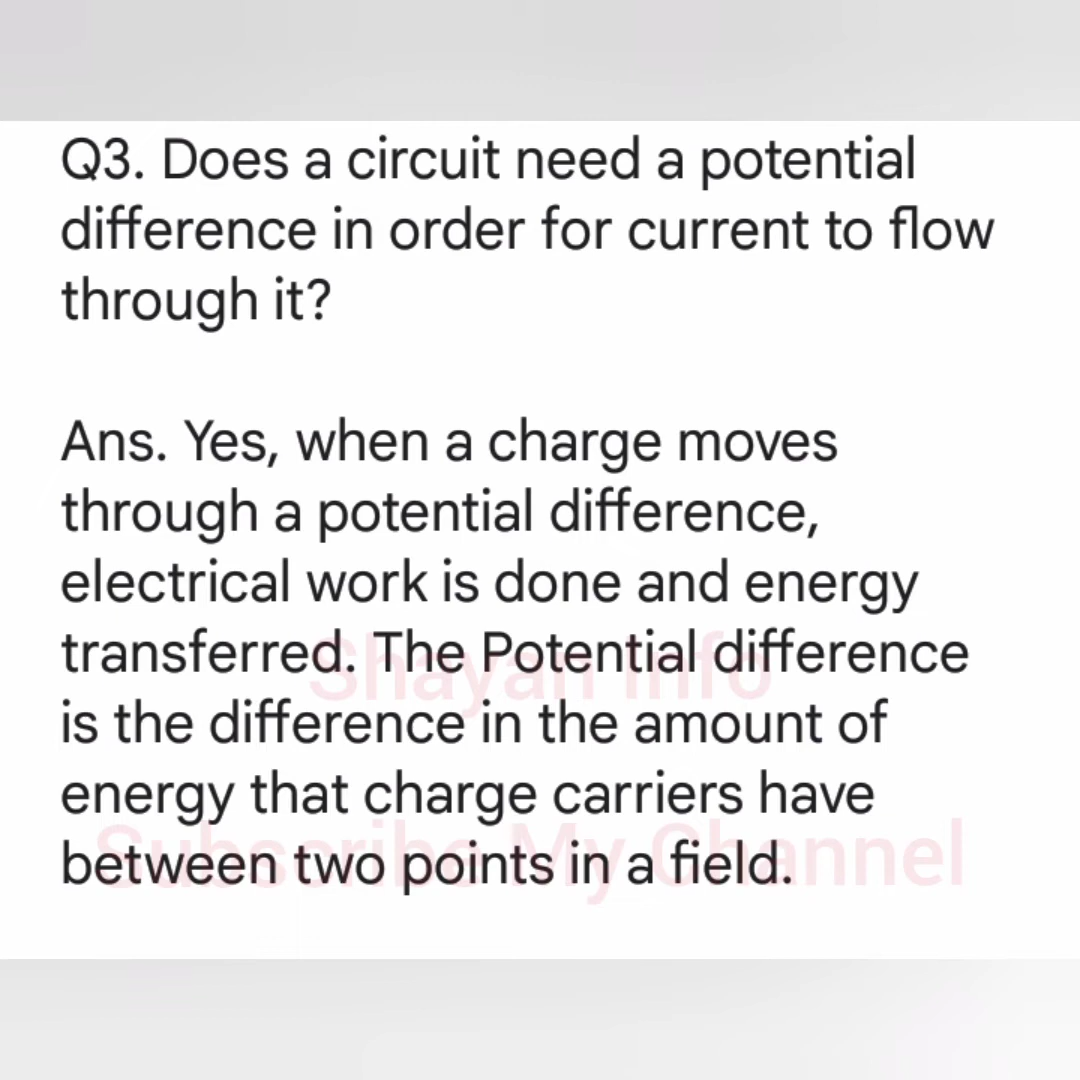 Q3. Does a circuit need a potential
difference in order for current to flow
through it?
Ans. Yes, when a charge moves
through a potential difference,
electrical work is done and energy
transferred. The Potential difference
Shayan Info
is the difference in the amount of
energy that charge carriers have
Subscribe My Channel
between two points in a field.